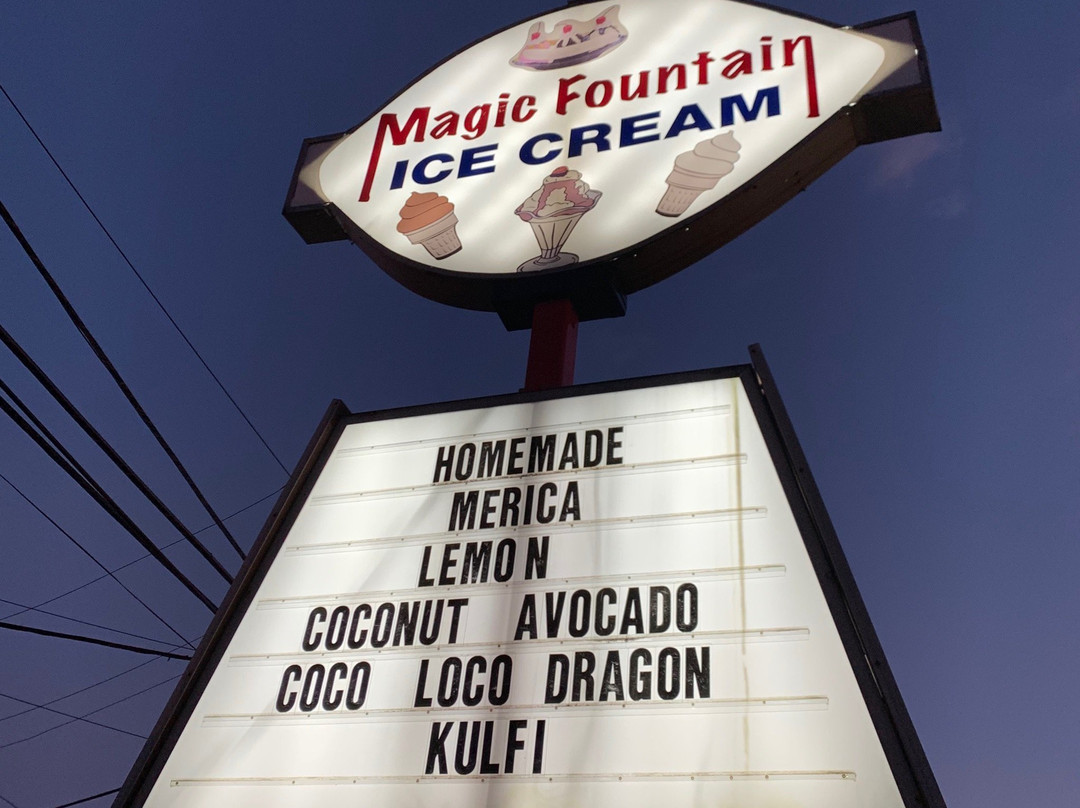 Magic Fountain
ICE CREAM
HOMEMADE
MERICA
LEMON
COCONUT AVOCADO
COCO LOCO DRAGON
KULFI